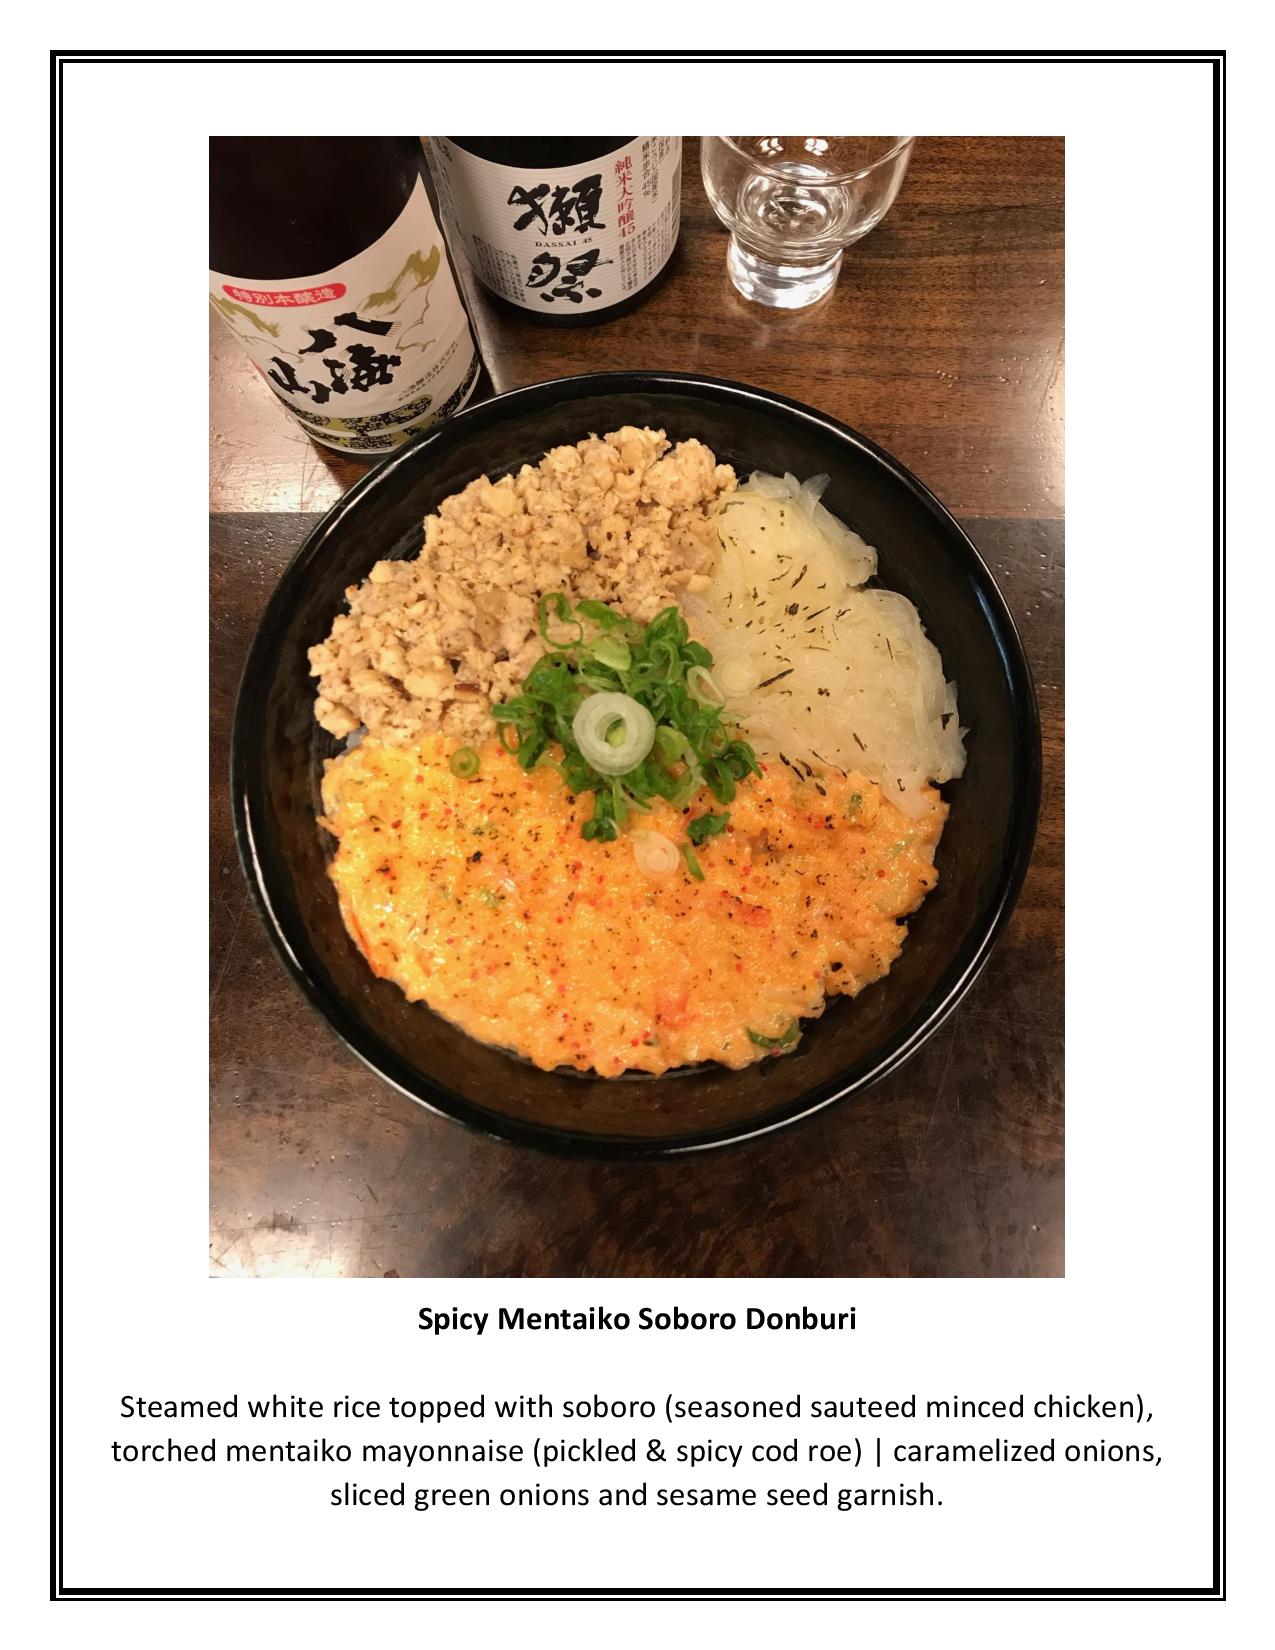 特別本醸造
八海
山
獺
祭
DASSAI 45
純米大吟醸45
Spicy Mentaiko Soboro Donburi
Steamed white rice topped with soboro (seasoned sauteed minced chicken),
torched mentaiko mayonnaise (pickled & spicy cod roe) | caramelized onions,
sliced green onions and sesame seed garnish.